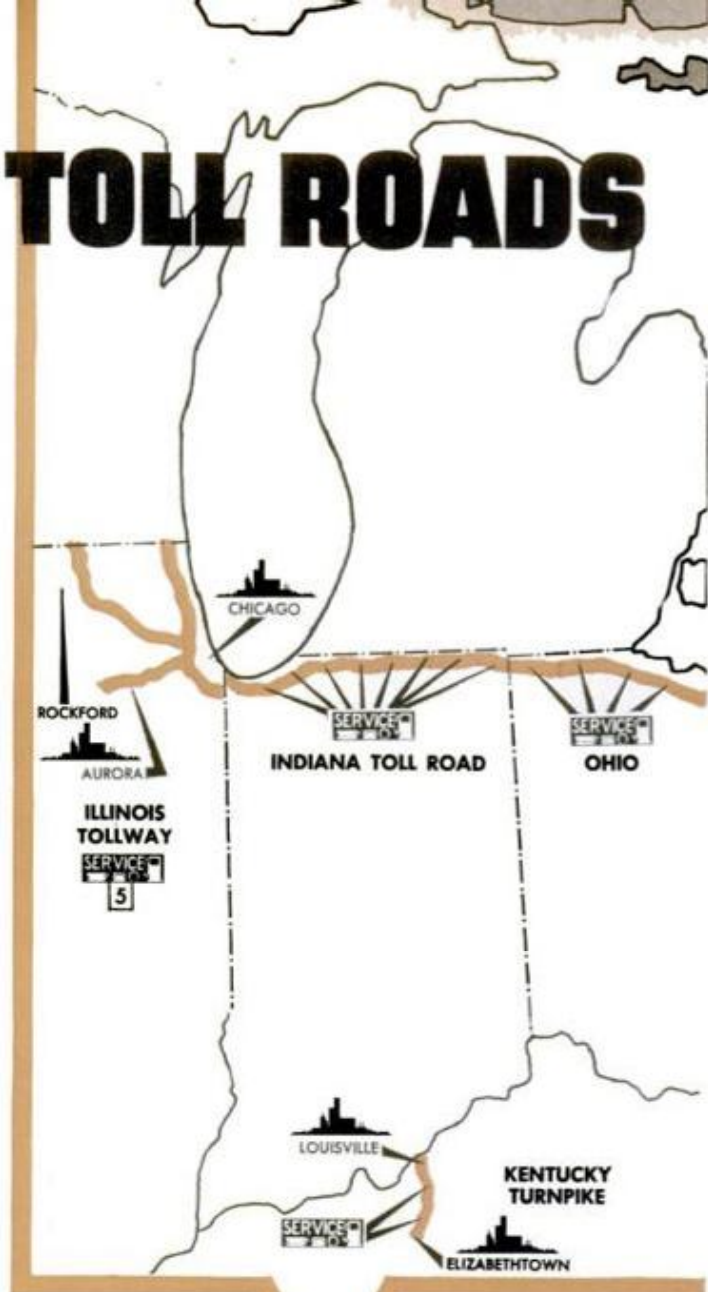 TOLL ROADS
CHICAGO
ROCKFORD
SERVICE
SERVICE
INDIANA TOLL ROAD
OHIO
AURORA
ILLINOIS
TOLLWAY
SERVICE
5
LOUISVILLE
KENTUCKY
TURNPIKE
SERVICE
ELIZABETHTOWN